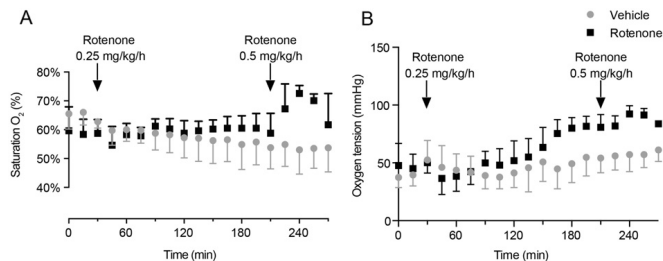 A
Rotenone
0.25 mg/kg/h
Rotenone
0.5 mg/kg/h
80%
70%
60%
50%
40%
Saturation O2 (%)
0 60 120 180 240
Time (min)
B
Vehicle
Rotenone
Rotenone
0.25 mg/kg/h
Rotenone
0.5 mg/kg/h
150
100
50
0
Oxygen tension (mmHg)
0 60 120 180 240
Time (min)